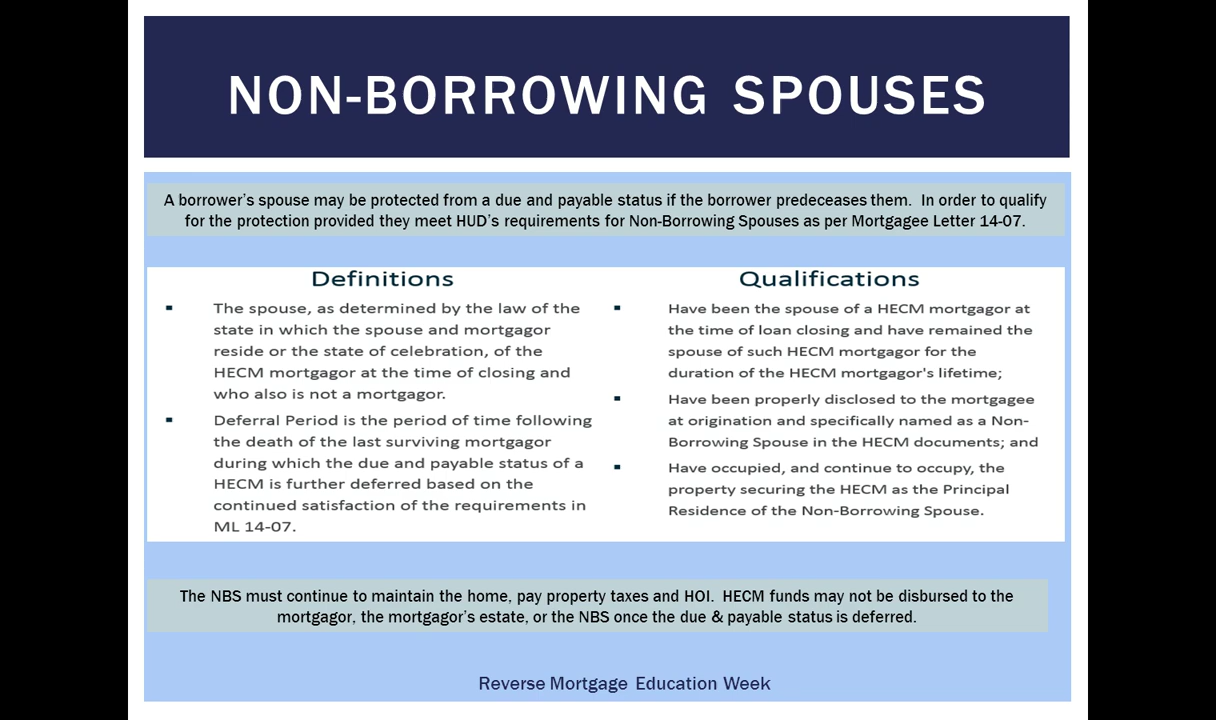 NON-BORROWING SPOUSES
A borrower's spouse may be protected from a due and payable status if the borrower predeceases them. In order to qualify
for the protection provided they meet HUD's requirements for Non-Borrowing Spouses as per Mortgagee Letter 14-07.
Definitions
▪ The spouse, as determined by the law of the
state in which the spouse and mortgagor
reside or the state of celebration, of the
HECM mortgagor at the time of closing and
who also is not a mortgagor.
▪ Deferral Period is the period of time following
the death of the last surviving mortgagor
during which the due and payable status of a
HECM is further deferred based on the
continued satisfaction of the requirements in
ML 14-07.
Qualifications
▪ Have been the spouse of a HECM mortgagor at
the time of loan closing and have remained the
spouse of such HECM mortgagor for the
duration of the HECM mortgagor's lifetime;
▪ Have been properly disclosed to the mortgagee
at origination and specifically named as a Non-
Borrowing Spouse in the HECM documents; and
▪ Have occupied, and continue to occupy, the
property securing the HECM as the Principal
Residence of the Non-Borrowing Spouse.
The NBS must continue to maintain the home, pay property taxes and HOI. HECM funds may not be disbursed to the
mortgagor, the mortgagor's estate, or the NBS once the due & payable status is deferred.
Reverse Mortgage Education Week